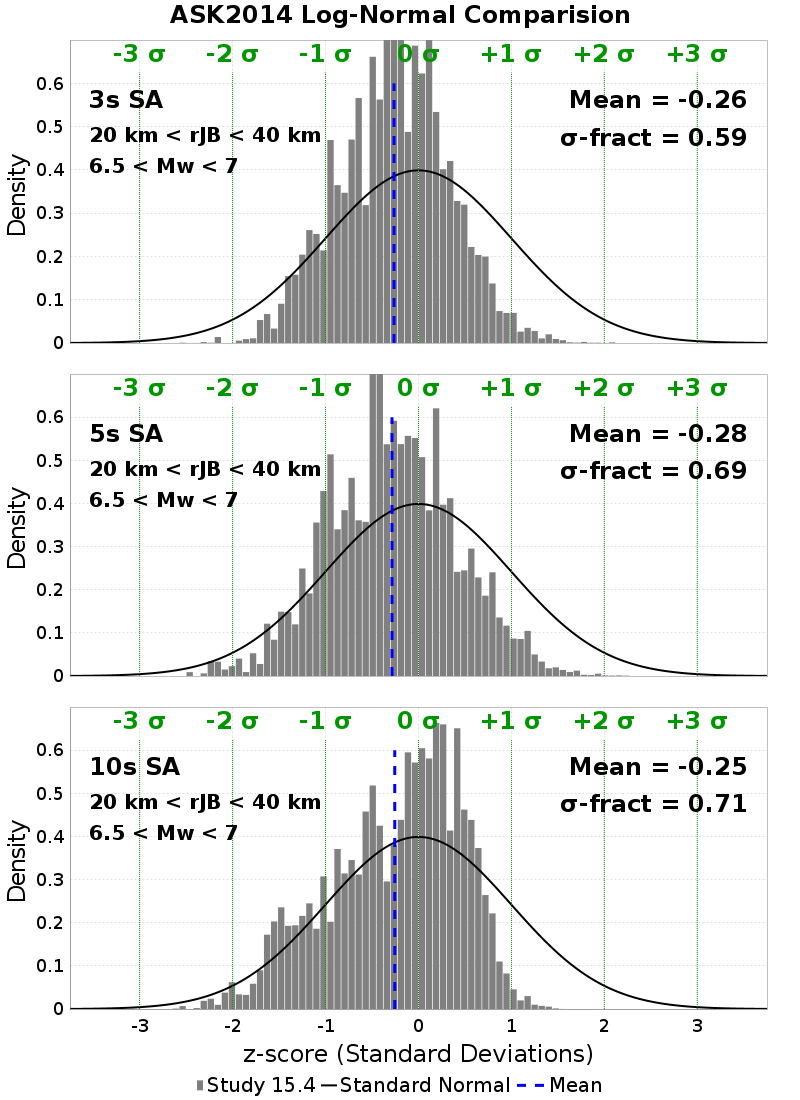 ASK2014 Log-Normal Comparision
-3 σ -2 σ -1 σ 0 σ +1 σ +2 σ +3 σ
0.6
3s SA Mean = -0.26
0.5
20 km < rJB < 40 km σ-fract = 0.59
6.5 < Mw < 7
0.4
0.3
0.2
0.1
0
Density
-3 σ -2 σ -1 σ 0 σ +1 σ +2 σ +3 σ
0.6
5s SA Mean = -0.28
0.5
20 km < rJB < 40 km σ-fract = 0.69
6.5 < Mw < 7
0.4
0.3
0.2
0.1
0
Density
-3 σ -2 σ -1 σ 0 σ +1 σ +2 σ +3 σ
0.6
10s SA Mean = -0.25
0.5
20 km < rJB < 40 km σ-fract = 0.71
6.5 < Mw < 7
0.4
0.3
0.2
0.1
0
Density
-3 -2 -1 0 1 2 3
z-score (Standard Deviations)
Study 15.4 Standard Normal Mean